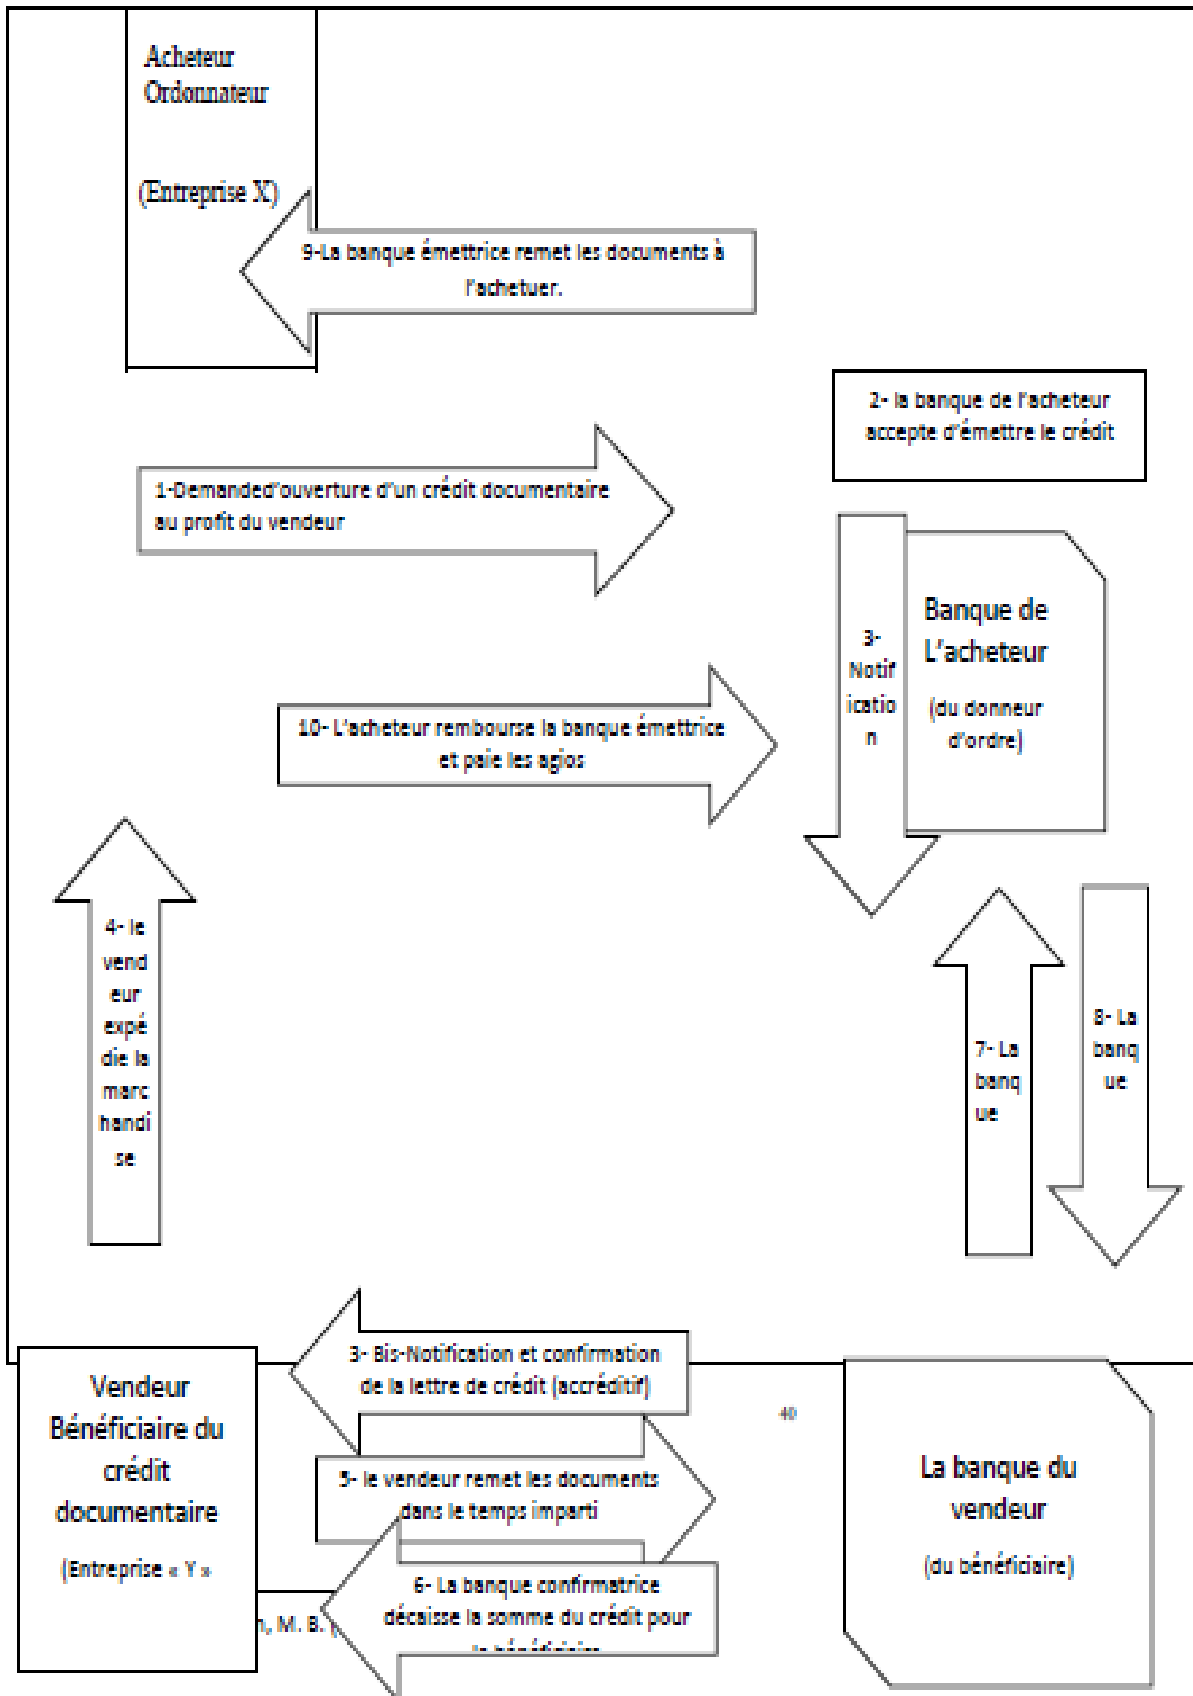 Acheteur
Ordonnateur
(Entreprise X)
9-La banque émettrice remet les documents à
l'achetuer.
2- la banque de l'acheteur
accepte d'émettre le crédit
1-Demanded'ouverture d'un crédit documentaire
au profit du vendeur
3-
Notif
icatio
n
Banque de
L'acheteur
(du donneur
d'ordre)
10- L'acheteur rembourse la banque émettrice
et paie les agios
4- le
vend
eur
expé
die la
marc
handi
se
7- La
banq
ue
8- La
banq
ue
3- Bis-Notification et confirmation
de la lettre de crédit (accréditif)
40
Vendeur
Bénéficiaire du
crédit
documentaire
(Entreprise « Y »
5- le vendeur remet les documents
dans le temps imparti
La banque du
vendeur
(du bénéficiaire)
6- La banque confirmatrice
décaisse la somme du crédit pour
le bénéficiaire
M. B.